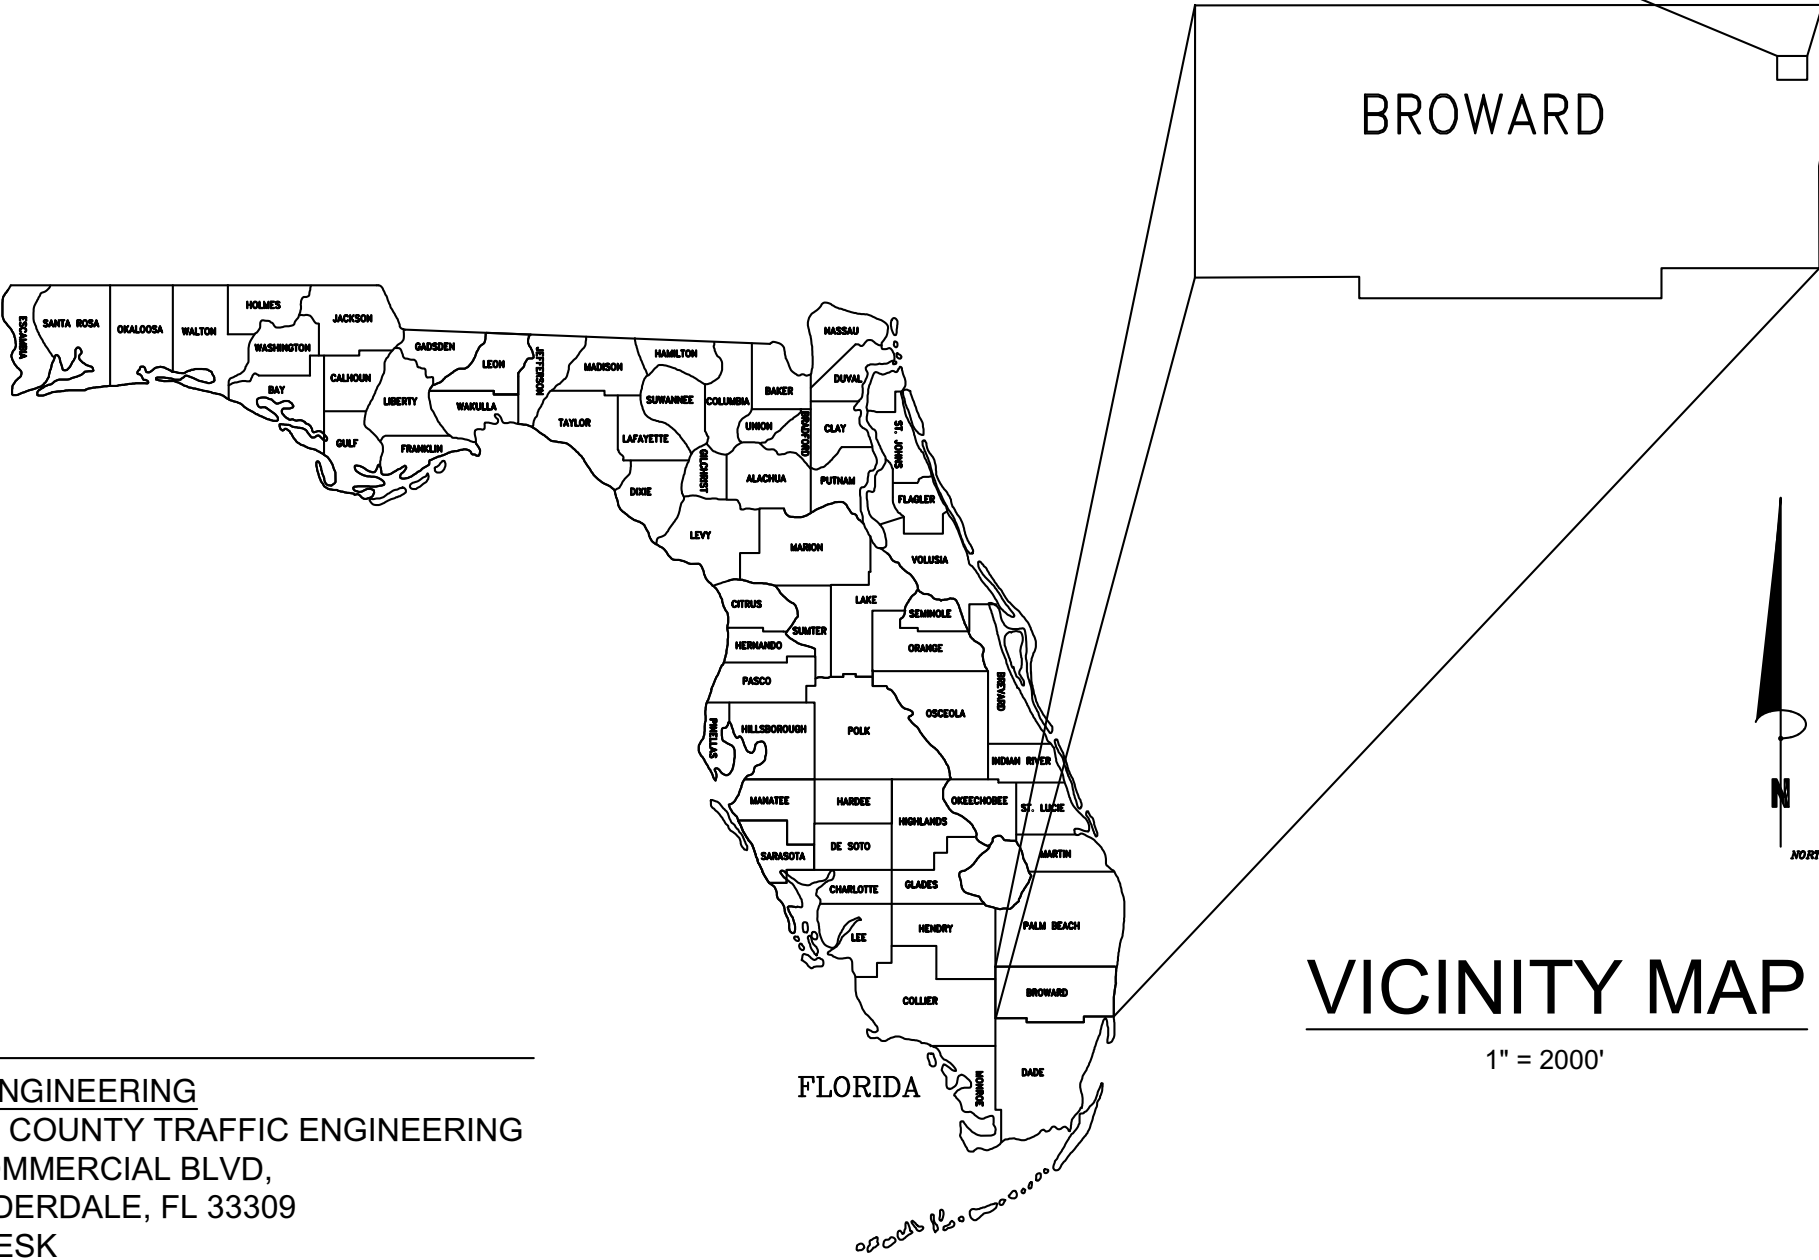 BROWARD
ESCAMBIA
SANTA ROSA
OKALOOSA
WALTON
HOLMES
WASHINGTON
JACKSON
BAY
CALHOUN
GULF
GADSDEN
LIBERTY
FRANKLIN
LEON
WAKULLA
JEFFERSON
MADISON
TAYLOR
HAMILTON
SUWANNEE
LAFAYETTE
DIXIE
COLUMBIA
GILCHRIST
BAKER
UNION
BRADFORD
ALACHUA
NASSAU
DUVAL
CLAY
PUTNAM
ST. JOHNS
FLAGLER
LEVY
MARION
VOLUSIA
CITRUS
SUMTER
LAKE
SEMINOLE
HERNANDO
ORANGE
PASCO
BREVARD
PINELLAS
HILLSBOROUGH
POLK
OSCEOLA
INDIAN RIVER
MANATEE
HARDEE
HIGHLANDS
OKEECHOBEE
ST. LUCIE
SARASOTA
DE SOTO
MARTIN
CHARLOTTE
GLADES
LEE
HENDRY
PALM BEACH
COLLIER
BROWARD
MONROE
DADE
FLORIDA
N
NORT
VICINITY MAP
1" = 2000'
NGINEERING
COUNTY TRAFFIC ENGINEERING
OMMERCIAL BLVD,
DERDALE, FL 33309
ESK